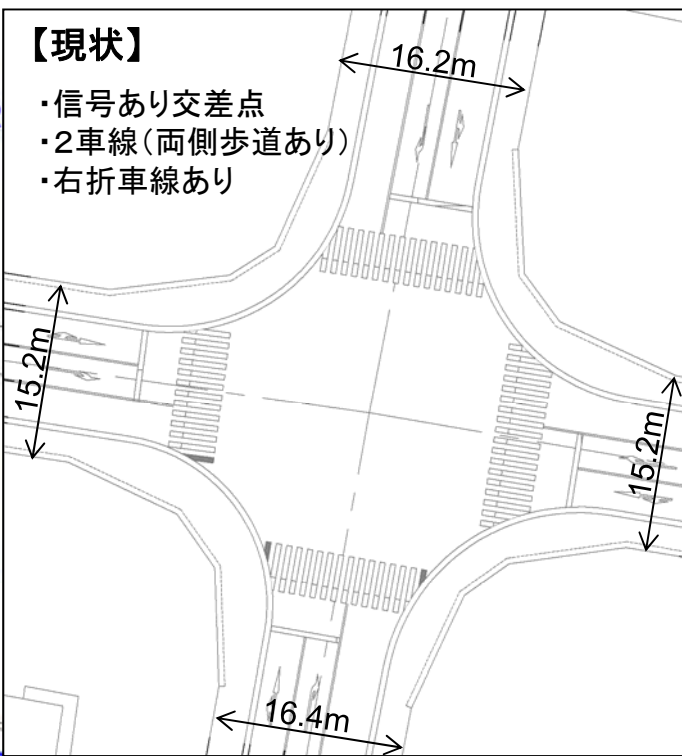 【現状】
・信号あり交差点
・2車線(両側歩道あり)
・右折車線あり
16.2m
15.2m
15.2m
16.4m